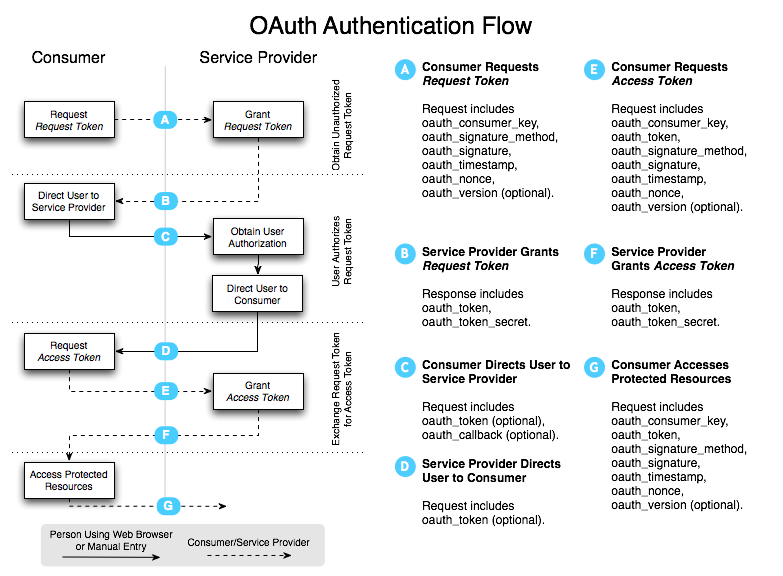 OAuth Authentication Flow
Consumer
Service Provider
Request
Request Token
A
Grant
Request Token
Obtain Unauthorized
Request Token
Direct User to
Service Provider
B
C
Obtain User
Authorization
Direct User to
Consumer
User Authorizes
Request Token
Request
Access Token
D
E
Grant
Access Token
F
Exchange Request Token
for Access Token
Access Protected
Resources
G
Person Using Web Browser
or Manual Entry
Consumer/Service Provider
A
Consumer Requests
Request Token
Request includes
oauth_consumer_key,
oauth_signature_method,
oauth_signature,
oauth_timestamp,
oauth_nonce,
oauth_version (optional).
B
Service Provider Grants
Request Token
Response includes
oauth_token,
oauth_token_secret.
C
Consumer Directs User to
Service Provider
Request includes
oauth_token (optional),
oauth_callback (optional).
D
Service Provider Directs
User to Consumer
Request includes
oauth_token (optional).
E
Consumer Requests
Access Token
Request includes
oauth_consumer_key,
oauth_token,
oauth_signature_method,
oauth_signature,
oauth_timestamp,
oauth_nonce,
oauth_version (optional).
F
Service Provider
Grants Access Token
Response includes
oauth_token,
oauth_token_secret.
G
Consumer Accesses
Protected Resources
Request includes
oauth_consumer_key,
oauth_token,
oauth_signature_method,
oauth_signature,
oauth_timestamp,
oauth_nonce,
oauth_version (optional).